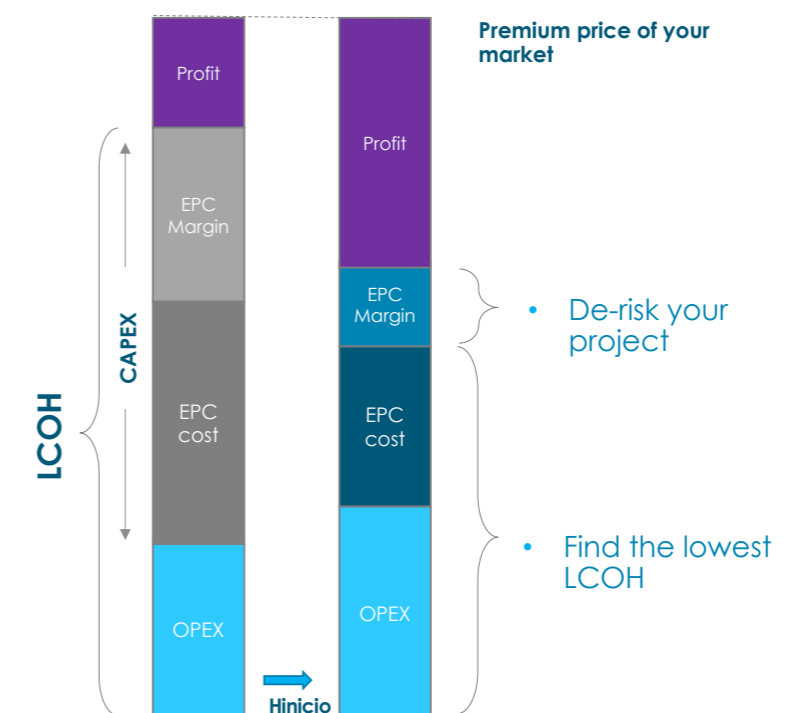 Premium price of your
market
LCOH
CAPEX
Profit
EPC
Margin
EPC
cost
OPEX
Hinicio
Profit
EPC
Margin
EPC
cost
OPEX
• De-risk your
project
• Find the lowest
LCOH